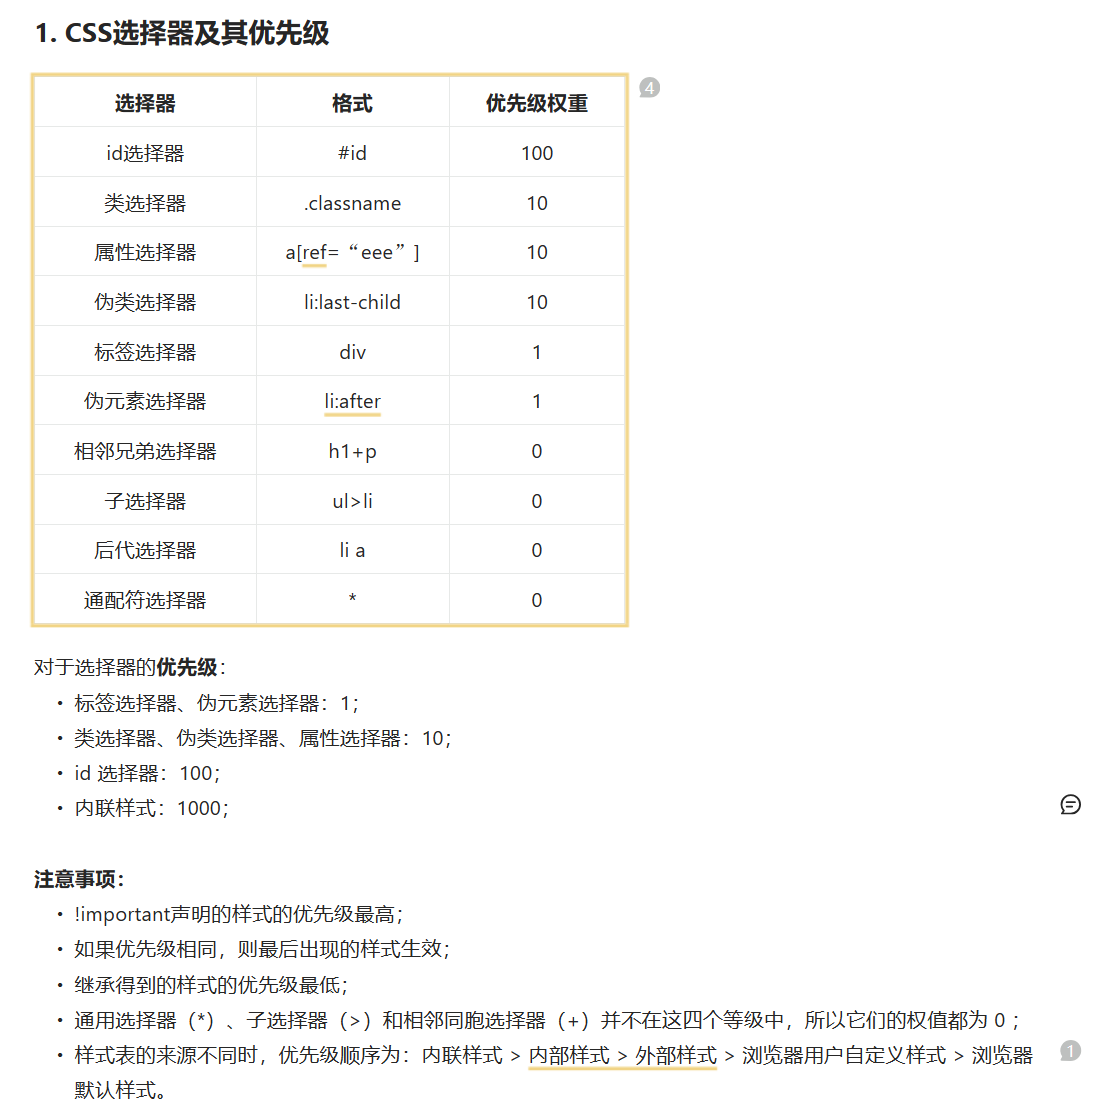 1. CSS选择器及其优先级
选择器 格式 优先级权重
4
id选择器 #id 100
类选择器 .classname 10
属性选择器 a[ref=“eee”] 10
伪类选择器 li:last-child 10
标签选择器 div 1
伪元素选择器 li:after 1
相邻兄弟选择器 h1+p 0
子选择器 ul>li 0
后代选择器 li a 0
通配符选择器 * 0
对于选择器的优先级：
• 标签选择器、伪元素选择器：1；
• 类选择器、伪类选择器、属性选择器：10；
• id 选择器：100；
• 内联样式：1000；
注意事项：
• !important声明的样式的优先级最高；
• 如果优先级相同，则最后出现的样式生效；
• 继承得到的样式的优先级最低；
• 通用选择器（*）、子选择器（>）和相邻同胞选择器（+）并不在这四个等级中，所以它们的权值都为 0 ；
• 样式表的来源不同时，优先级顺序为：内联样式 > 内部样式 > 外部样式 > 浏览器用户自定义样式 > 浏览器
1
默认样式。